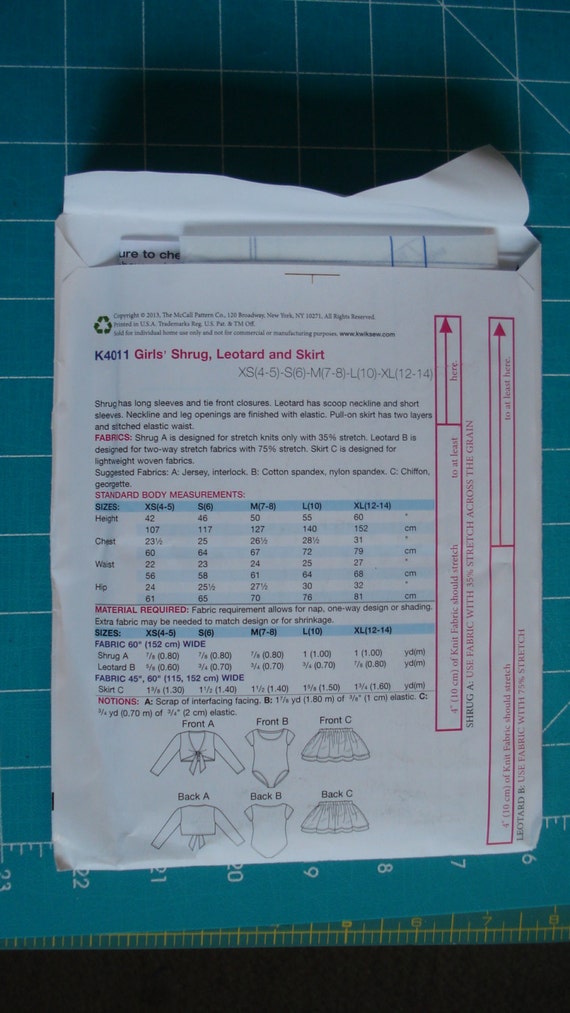 ure to che
Copyright © 2013, The McCall Pattern Co., 120 Broadway, New York, NY 10271, All Rights Reserved.
Printed in U.S.A. Trademarks Reg. U.S. Pat. & TM Off.
Sold for individual home use only and not for commercial or manufacturing purposes. www.kwiksew.com
K4011 Girls' Shrug, Leotard and Skirt
XS(4-5)-S(6)-M(7-8)-L(10)-XL(12-14)
Shrug has long sleeves and tie front closures. Leotard has scoop neckline and short
sleeves. Neckline and leg openings are finished with elastic. Pull-on skirt has two layers
and stitched elastic waist.
FABRICS: Shrug A is designed for stretch knits only with 35% stretch. Leotard B is
designed for two-way stretch fabrics with 75% stretch. Skirt C is designed for
lightweight woven fabrics.
Suggested Fabrics: A: Jersey, interlock. B: Cotton spandex, nylon spandex. C: Chiffon,
georgette.
STANDARD BODY MEASUREMENTS:
SIZES: XS(4-5) S(6) M(7-8) L(10) XL(12-14)
Height 42 46 50 55 60 "
107 117 127 140 152 cm
Chest 23½ 25 26½ 28½ 31 "
60 64 67 72 79 cm
Waist 22 23 24 25 27 "
56 58 61 64 68 cm
Hip 24 25½ 27½ 30 32 "
61 65 70 76 81 cm
MATERIAL REQUIRED: Fabric requirement allows for nap, one-way design or shading.
Extra fabric may be needed to match design or for shrinkage.
SIZES: XS(4-5) S(6) M(7-8) L(10) XL(12-14)
FABRIC 60" (152 cm) WIDE
Shrug A 7/8 (0.80) 7/8 (0.80) 7/8 (0.80) 1 (1.00) 1 (1.00) yd(m)
Leotard B 5/8 (0.60) 3/4 (0.70) 3/4 (0.70) 3/4 (0.70) 7/8 (0.80) yd(m)
FABRIC 45", 60" (115, 152 cm) WIDE
Skirt C 13/8 (1.30) 11/2 (1.40) 11/2 (1.40) 15/8 (1.50) 13/4 (1.60) yd(m)
NOTIONS: A: Scrap of interfacing facing. B: 17/8 yd (1.80 m) of 3/8" (1 cm) elastic. C:
3/4 yd (0.70 m) of 3/4" (2 cm) elastic.
Front A Front B Front C
Back A Back B Back C
4" (10 cm) of Knit Fabric should stretch to at least here.
SHRUG A: USE FABRIC WITH 35% STRETCH ACROSS THE GRAIN
4" (10 cm) of Knit Fabric should stretch to at least here.
LEOTARD B: USE FABRIC WITH 75% STRETCH
23 22 21 20 19 18 17 6
6 7 8